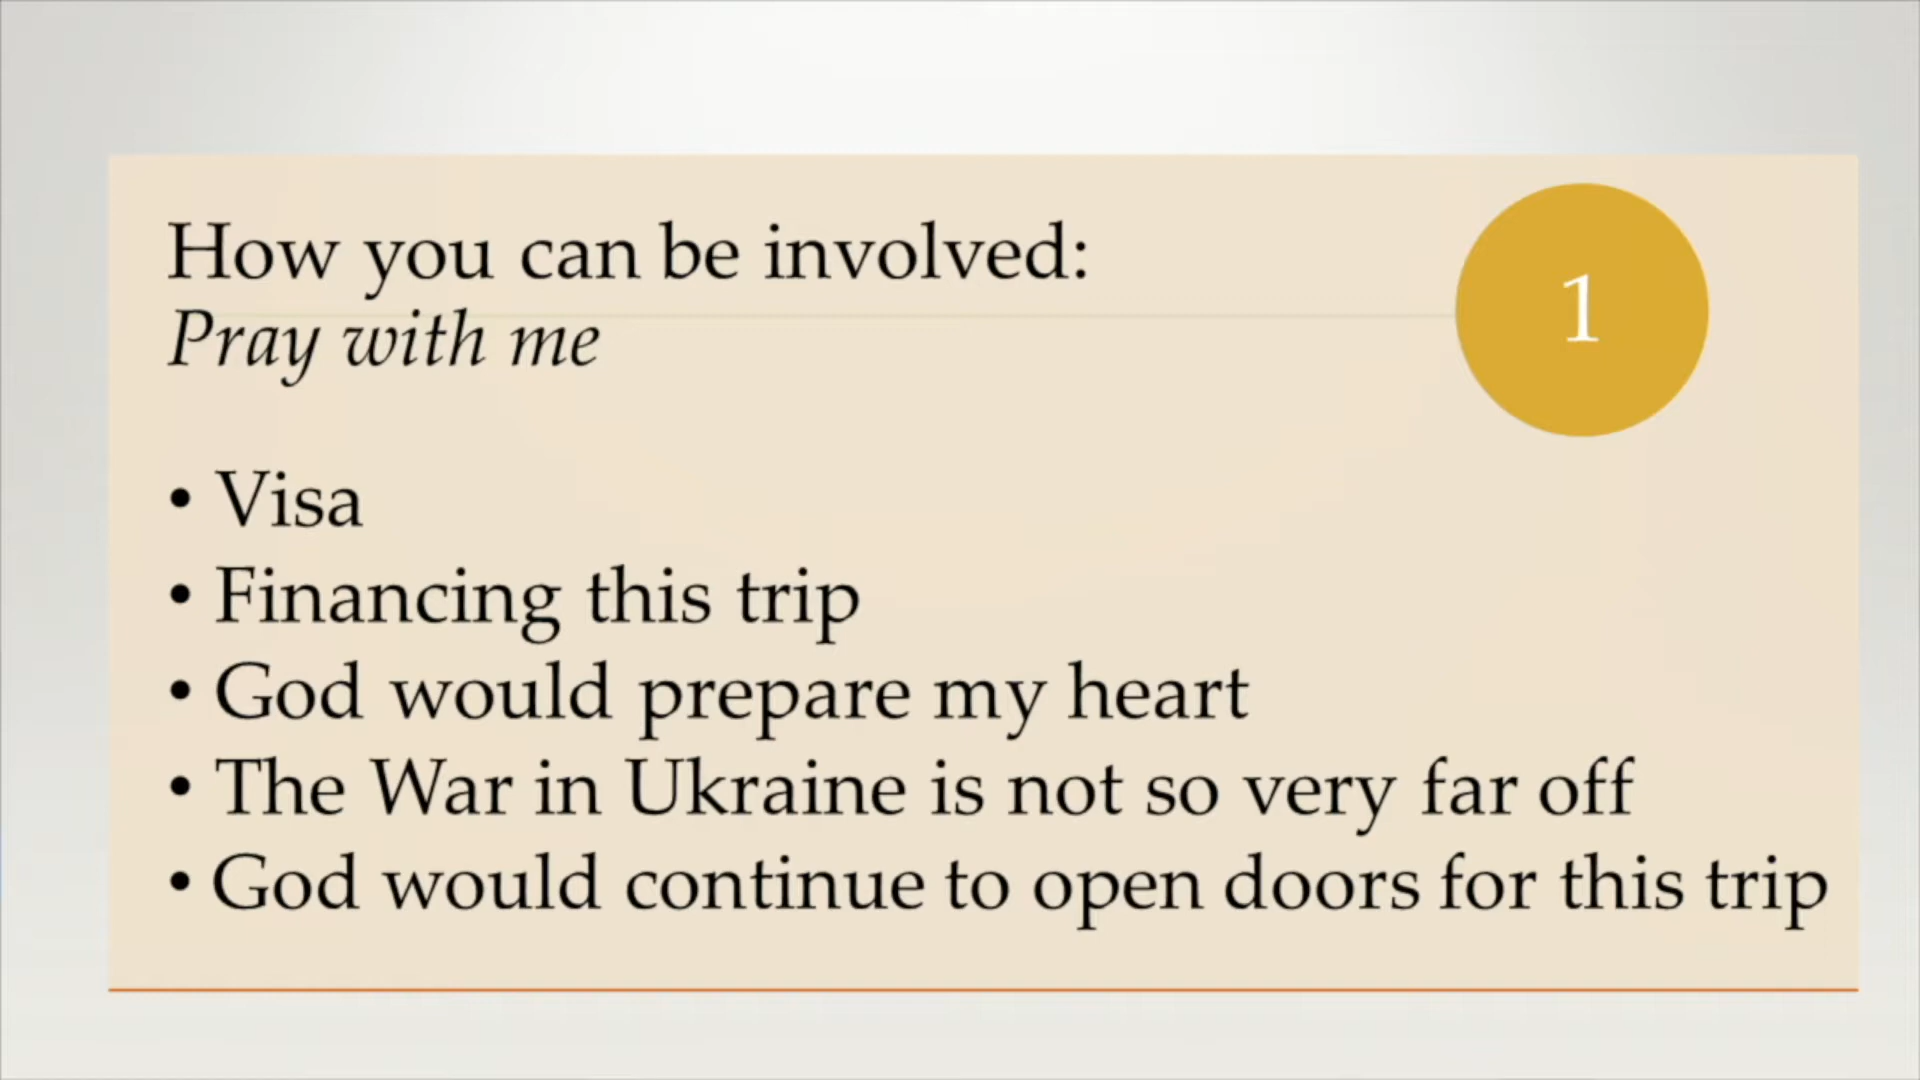 How you can be involved:
Pray with me
1
• Visa
• Financing this trip
• God would prepare my heart
• The War in Ukraine is not so very far off
• God would continue to open doors for this trip